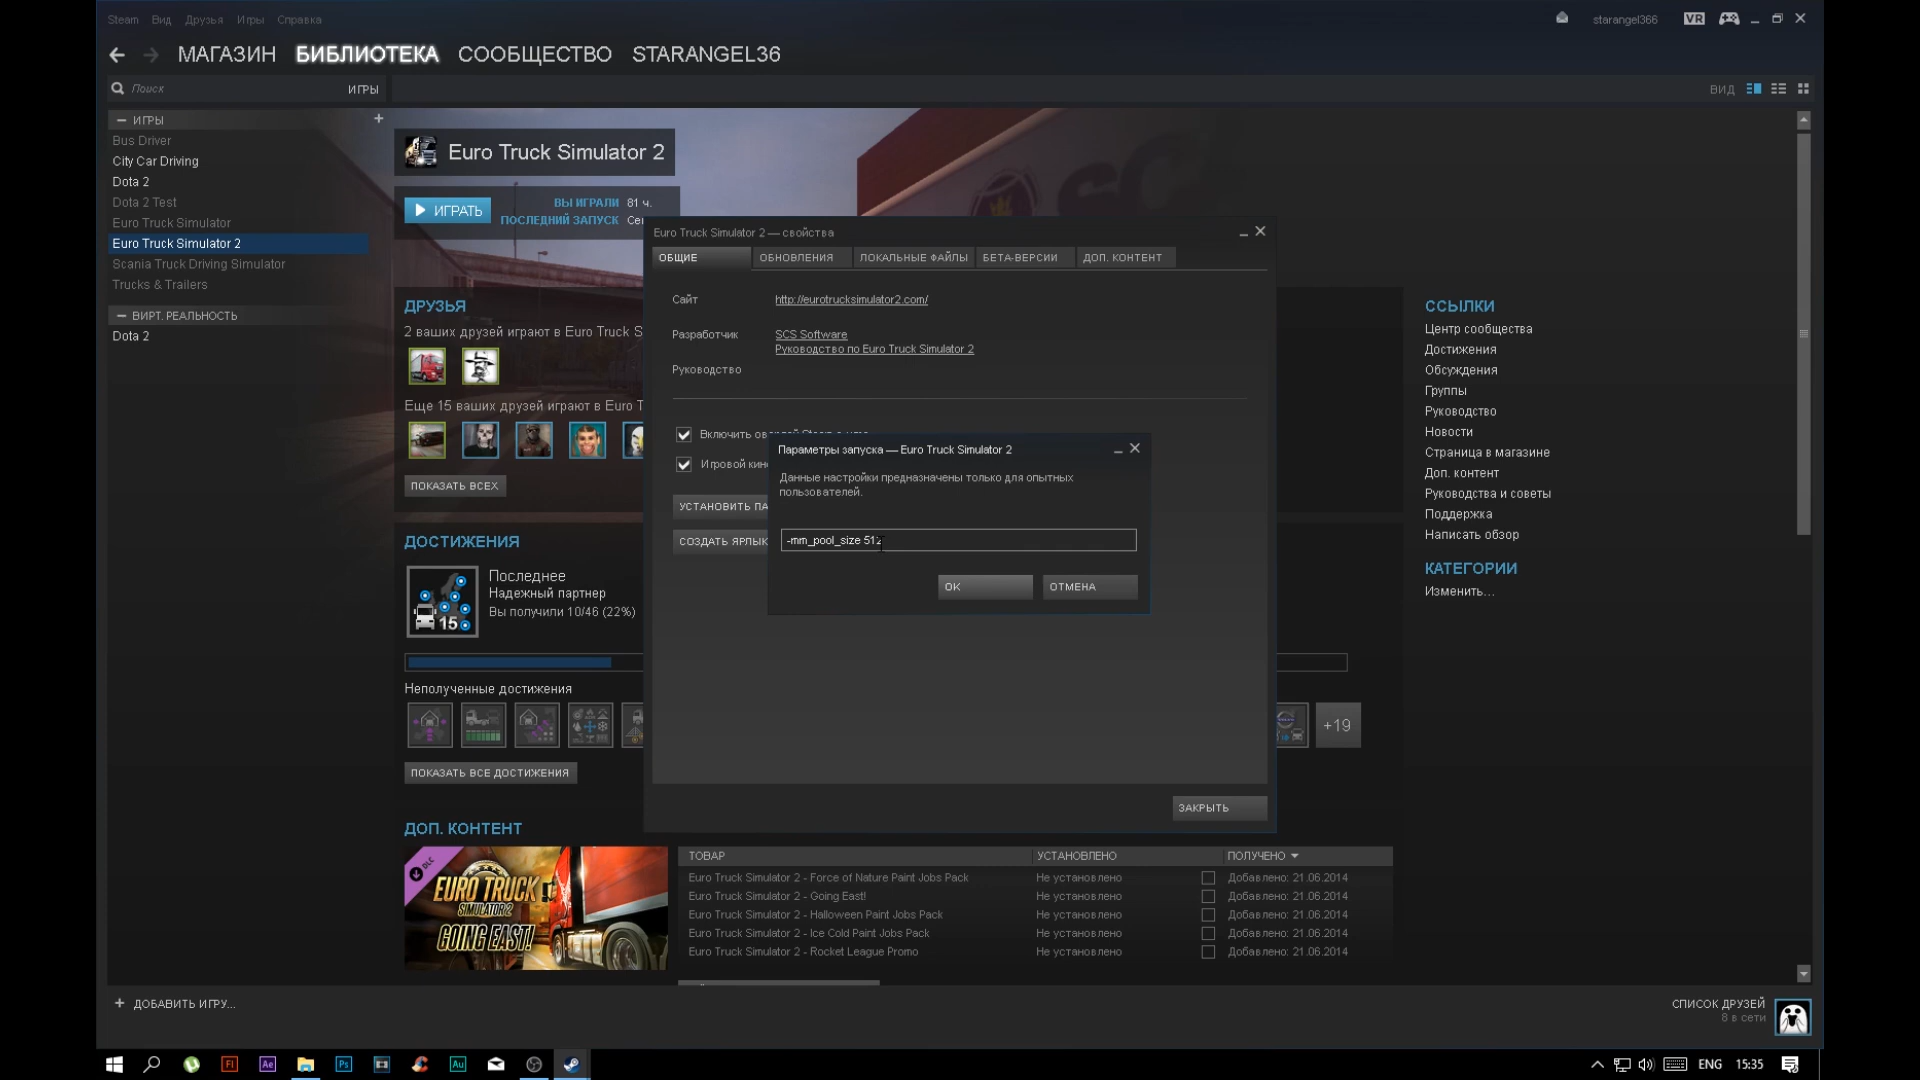 Steam Вид Друзья Игры Справка
starangel366
VR
МАГАЗИН БИБЛИОТЕКА СООБЩЕСТВО STARANGEL36
Поиск
ИГРЫ
ВИД
— ИГРЫ +
Bus Driver
City Car Driving
Dota 2
Dota 2 Test
Euro Truck Simulator
Euro Truck Simulator 2
Scania Truck Driving Simulator
Trucks & Trailers
— ВИРТ. РЕАЛЬНОСТЬ
Dota 2
Euro Truck Simulator 2
ИГРАТЬ
ВЫ ИГРАЛИ 81 ч.
ПОСЛЕДНИЙ ЗАПУСК Се
ДРУЗЬЯ
2 ваших друзей играют в Euro Truck S
Еще 15 ваших друзей играют в Euro T
ПОКАЗАТЬ ВСЕХ
ДОСТИЖЕНИЯ
15
Последнее
Надежный партнер
Вы получили 10/46 (22%)
Неполученные достижения
+19
ПОКАЗАТЬ ВСЕ ДОСТИЖЕНИЯ
ДОП. КОНТЕНТ
DLC
EURO TRUCK
SIMULATOR 2
GOING EAST!
ТОВАР УСТАНОВЛЕНО ПОЛУЧЕНО
Euro Truck Simulator 2 - Force of Nature Paint Jobs Pack Не установлено Добавлено: 21.06.2014
Euro Truck Simulator 2 - Going East! Не установлено Добавлено: 21.06.2014
Euro Truck Simulator 2 - Halloween Paint Jobs Pack Не установлено Добавлено: 21.06.2014
Euro Truck Simulator 2 - Ice Cold Paint Jobs Pack Не установлено Добавлено: 21.06.2014
Euro Truck Simulator 2 - Rocket League Promo Не установлено Добавлено: 21.06.2014
Euro Truck Simulator 2 — свойства
ОБЩИЕ ОБНОВЛЕНИЯ ЛОКАЛЬНЫЕ ФАЙЛЫ БЕТА-ВЕРСИИ ДОП. КОНТЕНТ
Сайт http://eurotrucksimulator2.com/
Разработчик SCS Software
Руководство по Euro Truck Simulator 2
Руководство
Включить
Игровой
УСТАНОВИТЬ ПА
СОЗДАТЬ ЯРЛЫК
Параметры запуска — Euro Truck Simulator 2
Данные настройки предназначены только для опытных
пользователей.
-mm_pool_size 512
OK ОТМЕНА
ЗАКРЫТЬ
ССЫЛКИ
Центр сообщества
Достижения
Обсуждения
Группы
Руководство
Новости
Страница в магазине
Доп. контент
Руководства и советы
Поддержка
Написать обзор
КАТЕГОРИИ
Изменить...
+ ДОБАВИТЬ ИГРУ...
СПИСОК ДРУЗЕЙ
8 в сети
Fl Ae Ps Au
ENG 15:35